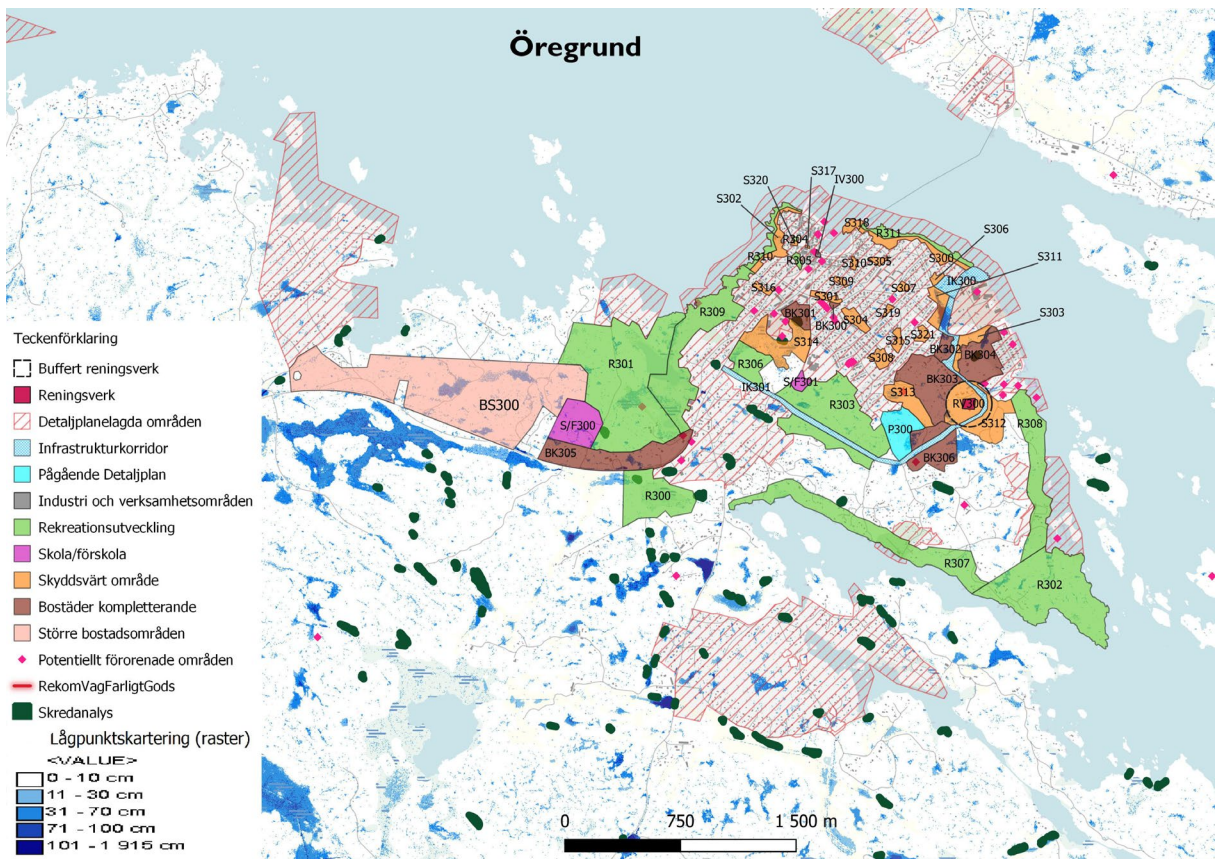 Öregrund
S317
S320
IV300
S302
S318
R304
R311
S306
R310
R305
S310
S305
S300
S311
S316
S309
S307
IK300
R309
S301
BK301
S304
S319
S303
BK300
S321
S314
S315
BK302
BK304
R301
R306
S308
IK301
S/F301
BK303
BS300
R303
S313
RV300
S/F300
P300
S312
R308
BK305
BK306
R300
R307
R302
Teckenförklaring
Buffert reningsverk
Reningsverk
Detaljplanelagda områden
Infrastrukturkorridor
Pågående Detaljplan
Industri och verksamhetsområden
Rekreationsutveckling
Skola/förskola
Skyddsvärt område
Bostäder kompletterande
Större bostadsområden
Potentiellt förorenade områden
RekomVagFarligtGods
Skredanalys
Lågpunktskartering (raster)
<VALUE>
0 - 10 cm
11 - 30 cm
31 - 70 cm
71 - 100 cm
101 - 1 915 cm
0 750 1 500 m